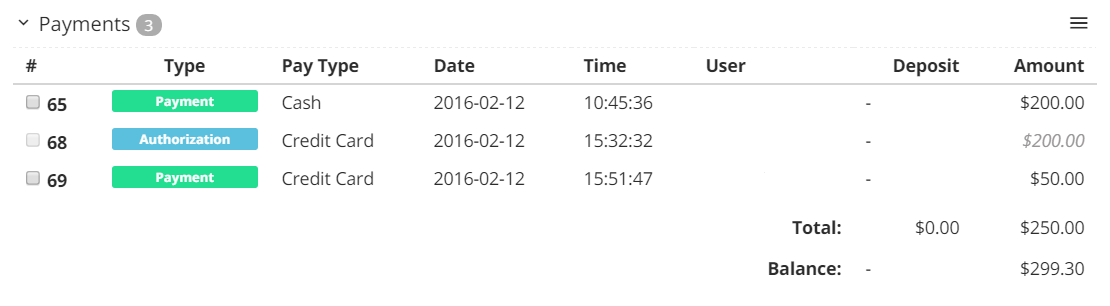 Payments 3
# Type Pay Type Date Time User Deposit Amount
65 Payment Cash 2016-02-12 10:45:36 - $200.00
68 Authorization Credit Card 2016-02-12 15:32:32 - $200.00
69 Payment Credit Card 2016-02-12 15:51:47 - $50.00
Total: $0.00 $250.00
Balance: - $299.30